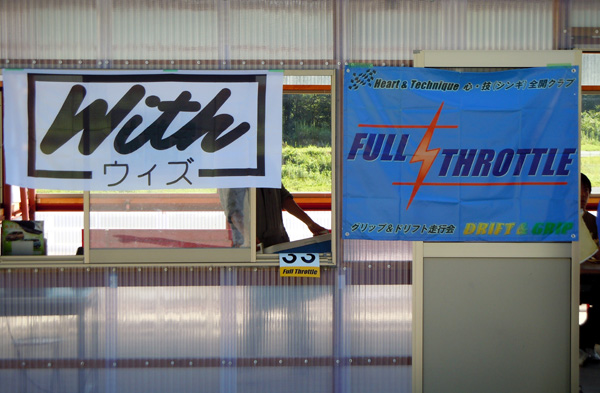 With
ウィズ
Heart & Technique 心・技(シンギ)全開クラブ
FULL THROTTLE
グリップ&ドリフト走行会 DRIFT & GRIP
33
Full Throttle